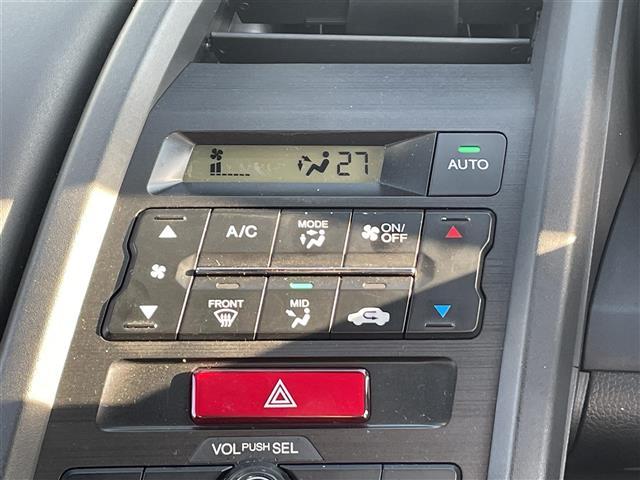 27
AUTO
A/C
MODE
ON/
OFF
FRONT
MID
VOL PUSH SEL